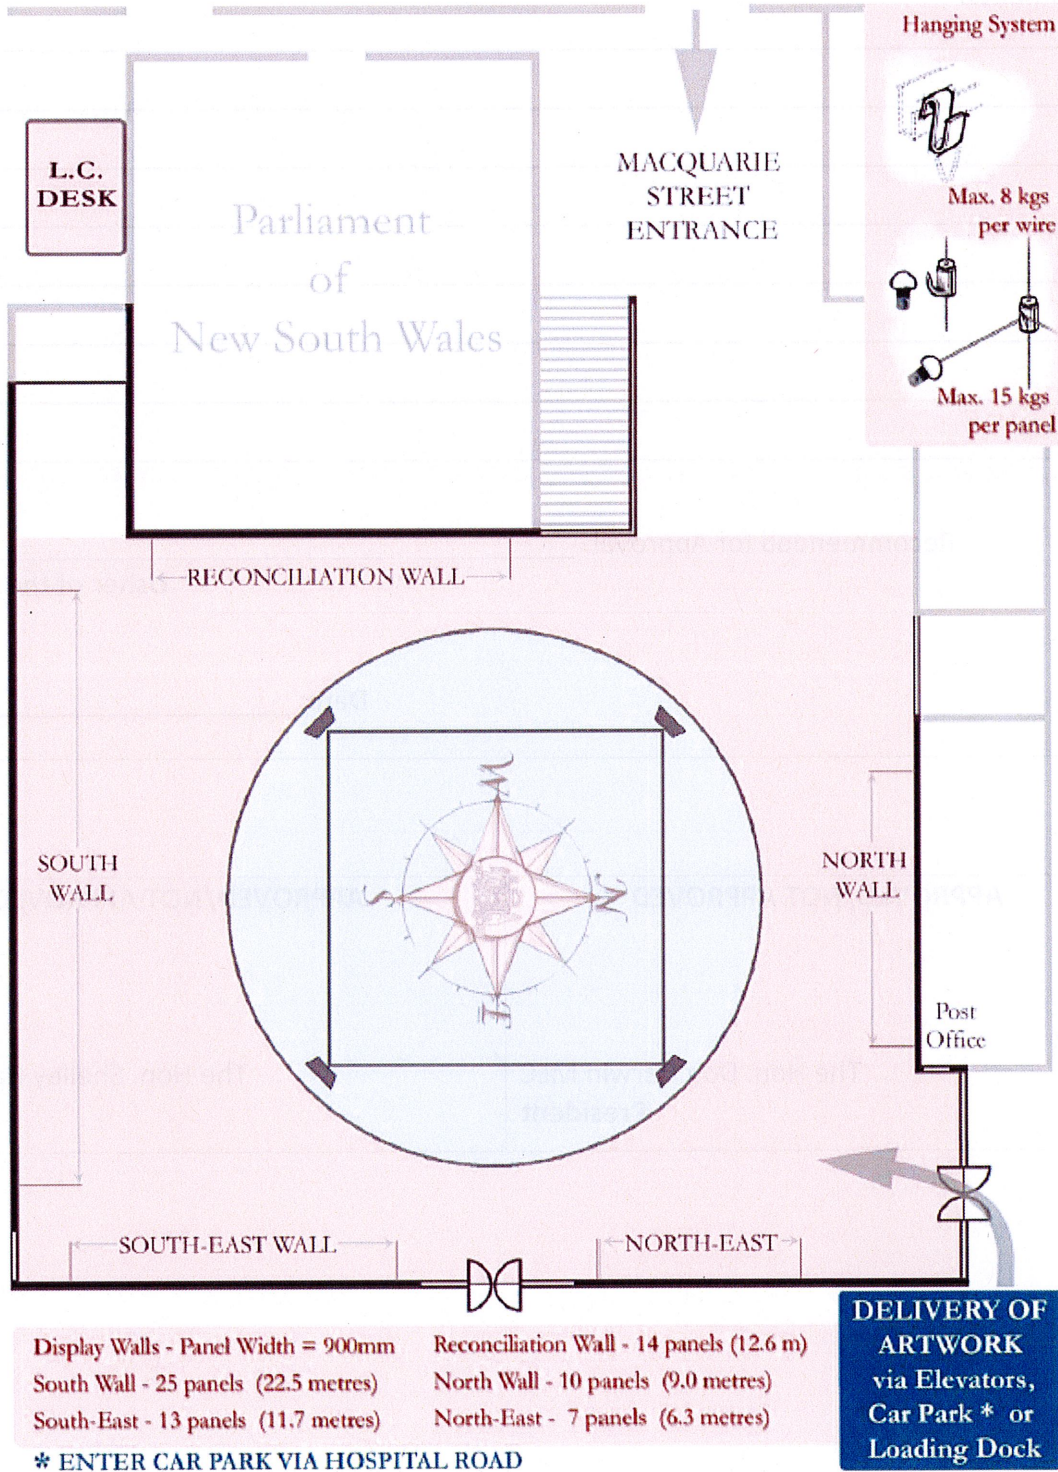 Hanging System
L.C.
DESK
Parliament
of
New South Wales
MACQUARIE
STREET
ENTRANCE
Max. 8 kgs
per wire
Max. 15 kgs
per panel
RECONCILIATION WALL
W
S
N
E
SOUTH
WALL
NORTH
WALL
Post
Office
SOUTH-EAST WALL
NORTH-EAST
Display Walls - Panel Width = 900mm
South Wall - 25 panels (22.5 metres)
South-East - 13 panels (11.7 metres)
Reconciliation Wall - 14 panels (12.6 m)
North Wall - 10 panels (9.0 metres)
North-East - 7 panels (6.3 metres)
DELIVERY OF
ARTWORK
via Elevators,
Car Park * or
Loading Dock
* ENTER CAR PARK VIA HOSPITAL ROAD